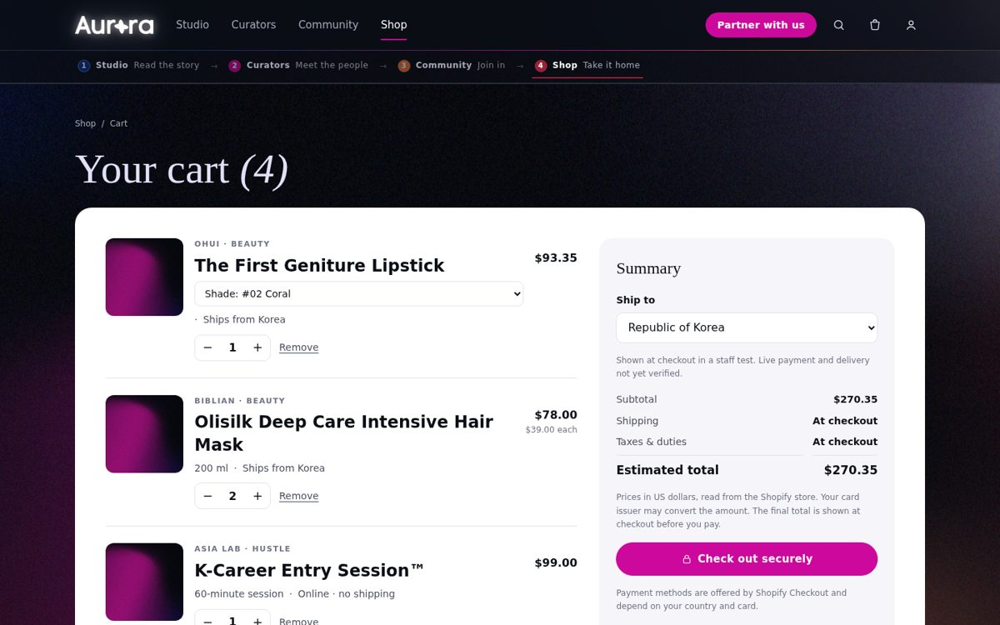 Aurora
Studio
Curators
Community
Shop
Partner with us
1 Studio Read the story →
2 Curators Meet the people →
3 Community Join in →
4 Shop Take it home
Shop / Cart
Your cart (4)
OHUI · BEAUTY
The First Geniture Lipstick
$93.35
Shade: #02 Coral
· Ships from Korea
− 1 + Remove
BIBLIAN · BEAUTY
Olisilk Deep Care Intensive Hair
Mask
$78.00
$39.00 each
200 ml · Ships from Korea
− 2 + Remove
ASIA LAB · HUSTLE
K-Career Entry Session™
$99.00
60-minute session · Online · no shipping
− 1 + Remove
Summary
Ship to
Republic of Korea
Shown at checkout in a staff test. Live payment and delivery
not yet verified.
Subtotal $270.35
Shipping At checkout
Taxes & duties At checkout
Estimated total $270.35
Prices in US dollars, read from the Shopify store. Your card
issuer may convert the amount. The final total is shown at
checkout before you pay.
Check out securely
Payment methods are offered by Shopify Checkout and
depend on your country and card.